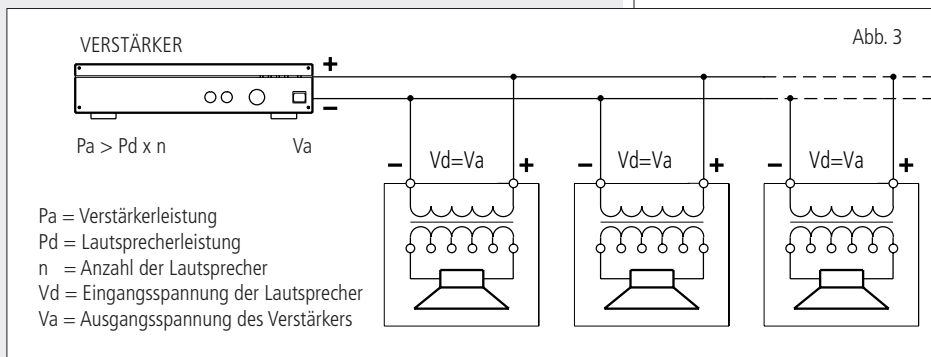 Abb. 3
VERSTÄRKER
+
–
Pa > Pd x n
Va
– Vd=Va +
– Vd=Va +
– Vd=Va +
Pa = Verstärkerleistung
Pd = Lautsprecherleistung
n = Anzahl der Lautsprecher
Vd = Eingangsspannung der Lautsprecher
Va = Ausgangsspannung des Verstärkers